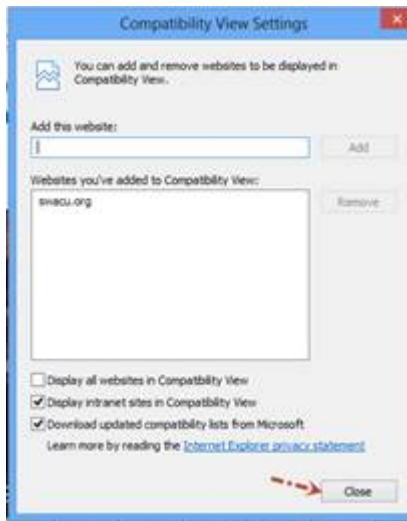 Compatibility View Settings
You can add and remove websites to be displayed in
Compatibility View.
Add this website:
Add
Websites you've added to Compatibility View:
swacu.org
Remove
Display all websites in Compatibility View
Display intranet sites in Compatibility View
Download updated compatibility lists from Microsoft
Learn more by reading the Internet Explorer privacy statement
Close